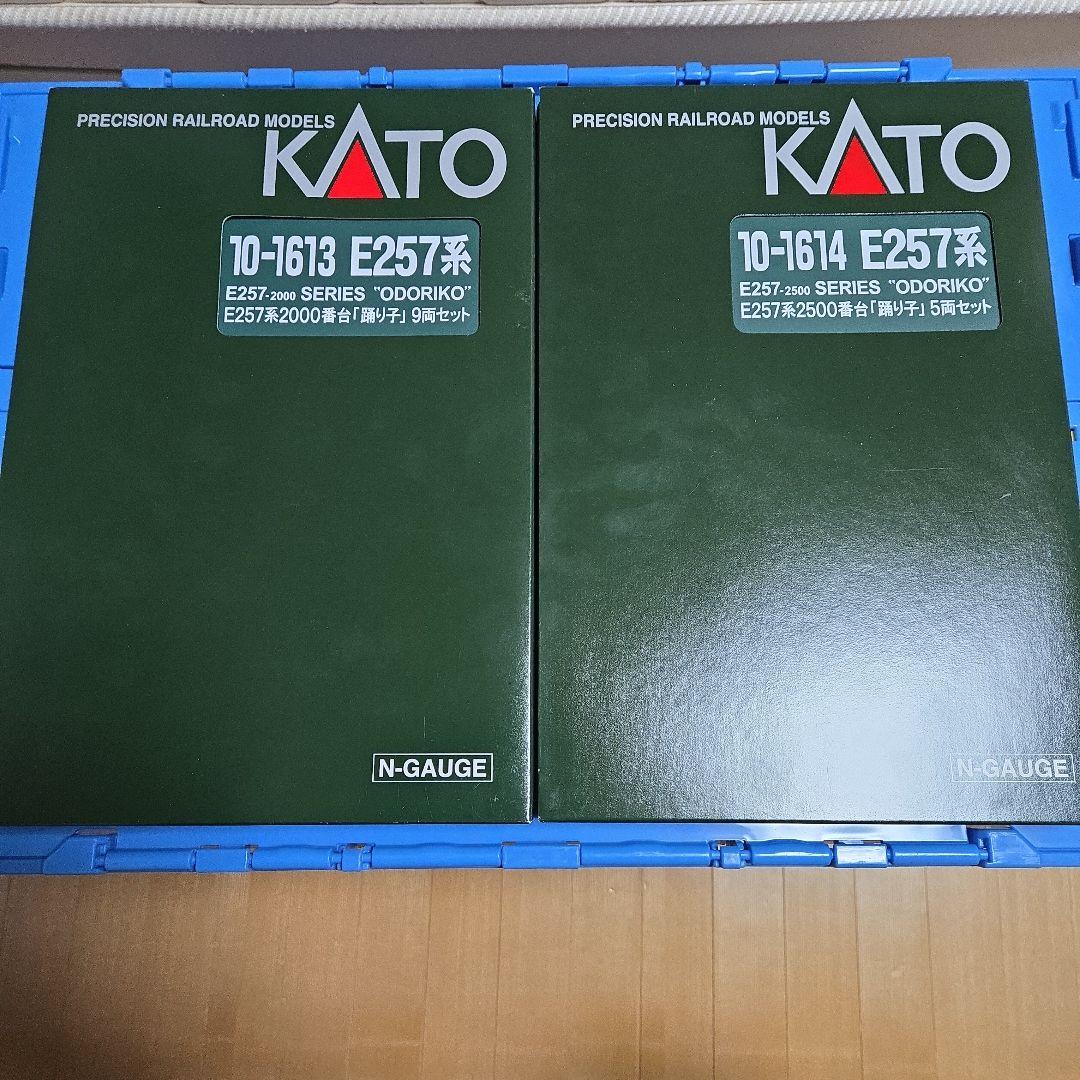 PRECISION RAILROAD MODELS
KATO
10-1613 E257系
E257-2000 SERIES "ODORIKO"
E257系2000番台「踊り子」9両セット
N-GAUGE
PRECISION RAILROAD MODELS
KATO
10-1614 E257系
E257-2500 SERIES "ODORIKO"
E257系2500番台「踊り子」5両セット
N-GAUGE